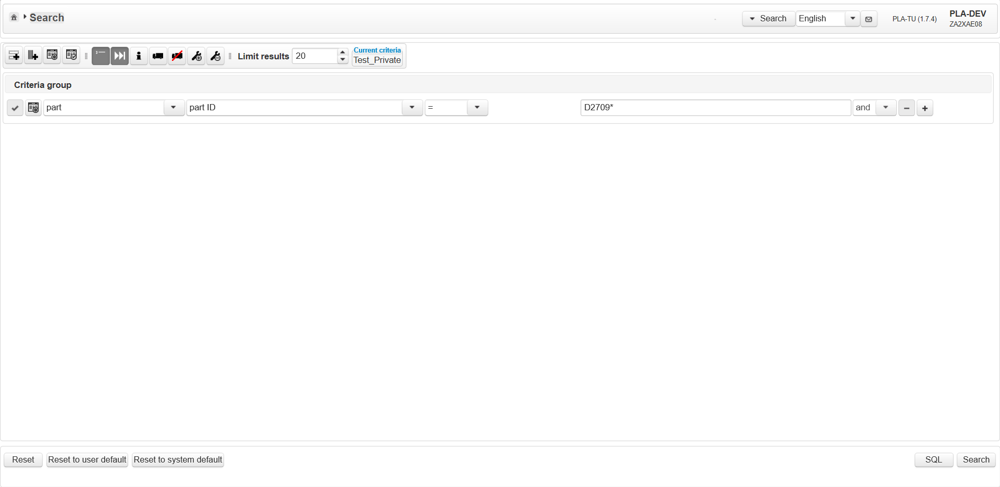 Search
Search
English
PLA-TU (1.7.4)
PLA-DEV
ZA2XAE08
Limit results
20
Current criteria
Test_Private
Criteria group
part
part ID
=
D2709*
and
Reset
Reset to user default
Reset to system default
SQL
Search